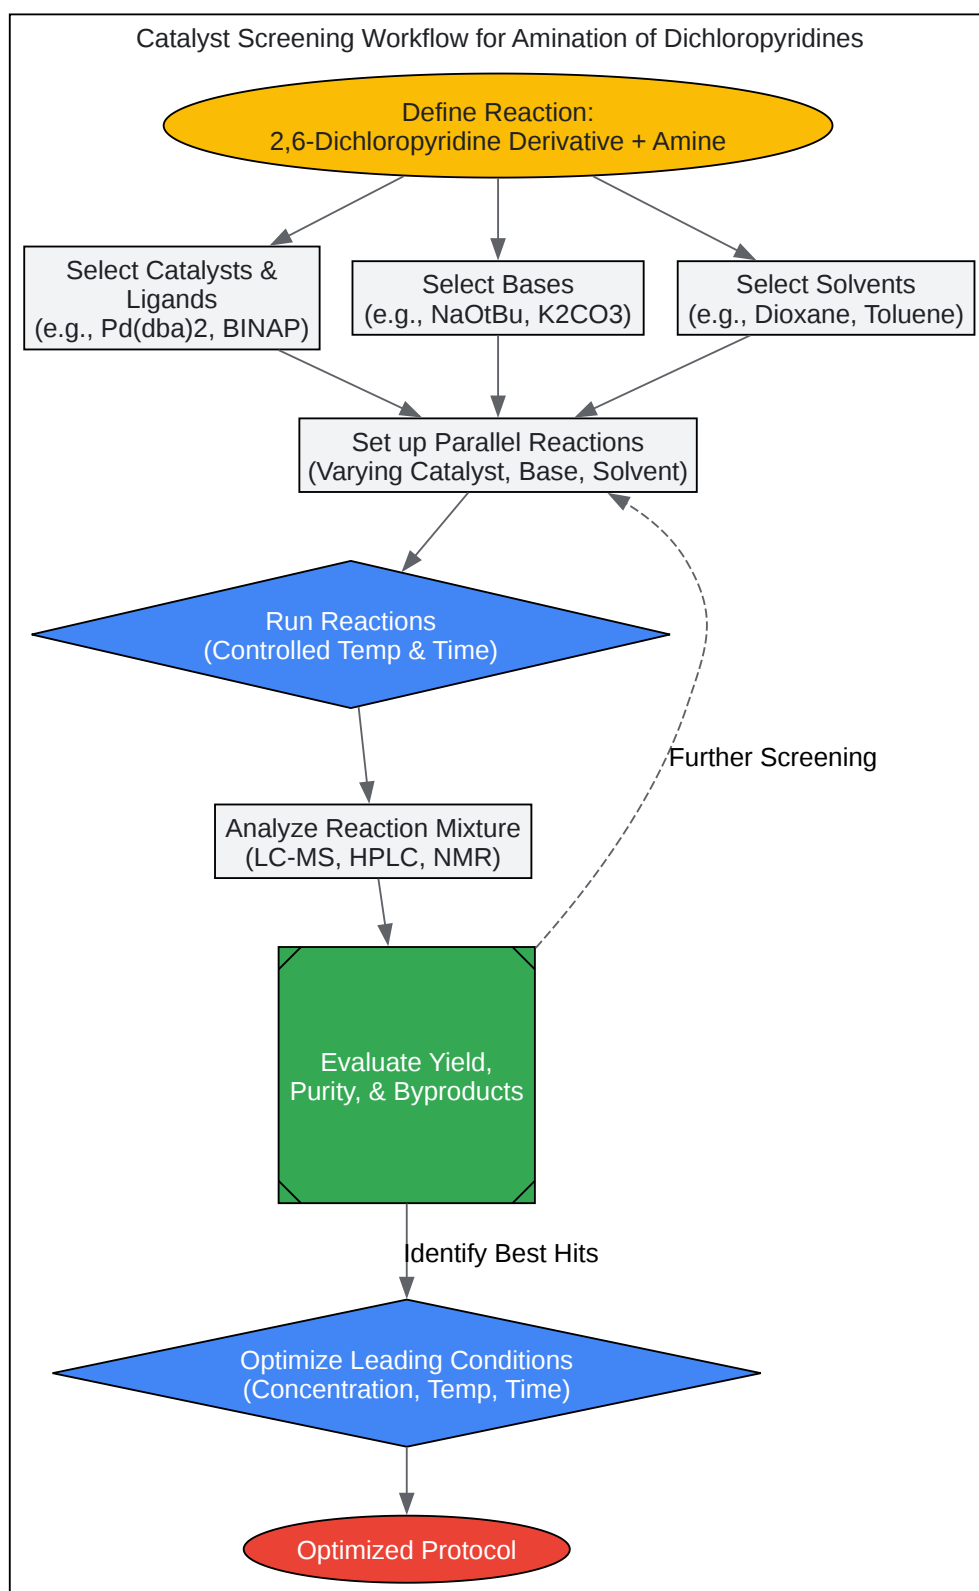 Catalyst Screening Workflow for Amination of Dichloropyridines
Define Reaction:
2,6-Dichloropyridine Derivative + Amine
Select Catalysts &
Ligands
(e.g., Pd(dba)2, BINAP)
Select Bases
(e.g., NaOtBu, K2CO3)
Select Solvents
(e.g., Dioxane, Toluene)
Set up Parallel Reactions
(Varying Catalyst, Base, Solvent)
Run Reactions
(Controlled Temp & Time)
Further Screening
Analyze Reaction Mixture
(LC-MS, HPLC, NMR)
Evaluate Yield,
Purity, & Byproducts
Identify Best Hits
Optimize Leading Conditions
(Concentration, Temp, Time)
Optimized Protocol